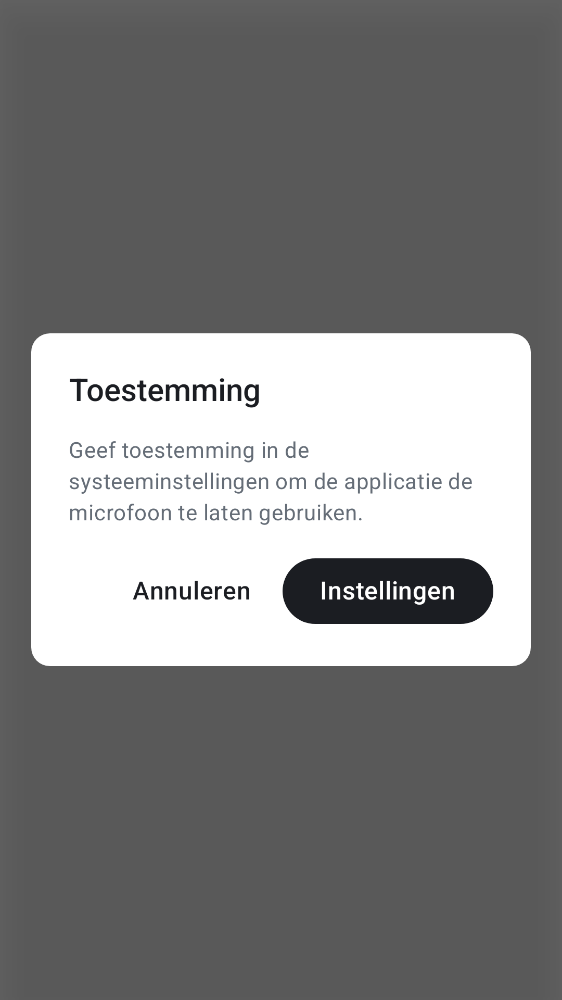 Toestemming
Geef toestemming in de
systeeminstellingen om de applicatie de
microfoon te laten gebruiken.
Annuleren
Instellingen